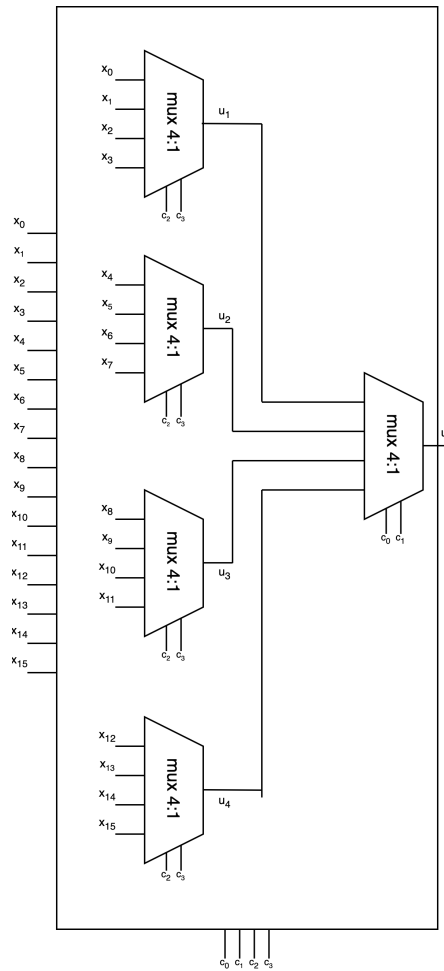 x₀
x₁
x₂
x₃
mux 4:1
u₁
c₂ c₃
x₀
x₁
x₂
x₃
x₄
x₅
x₆
x₇
x₈
x₉
x₁₀
x₁₁
x₁₂
x₁₃
x₁₄
x₁₅
x₄
x₅
x₆
x₇
mux 4:1
u₂
c₂ c₃
x₈
x₉
x₁₀
x₁₁
mux 4:1
u₃
c₂ c₃
x₁₂
x₁₃
x₁₄
x₁₅
mux 4:1
u₄
c₂ c₃
mux 4:1
u
c₀ c₁
c₀ c₁ c₂ c₃